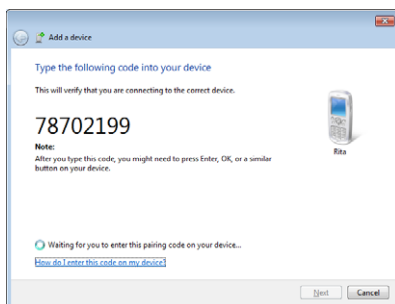 Add a device
Type the following code into your device
This will verify that you are connecting to the correct device.
78702199
Note:
After you type this code, you might need to press Enter, OK, or a similar
button on your device.
Rita
Waiting for you to enter this pairing code on your device...
How do I enter this code on my device?
Next
Cancel